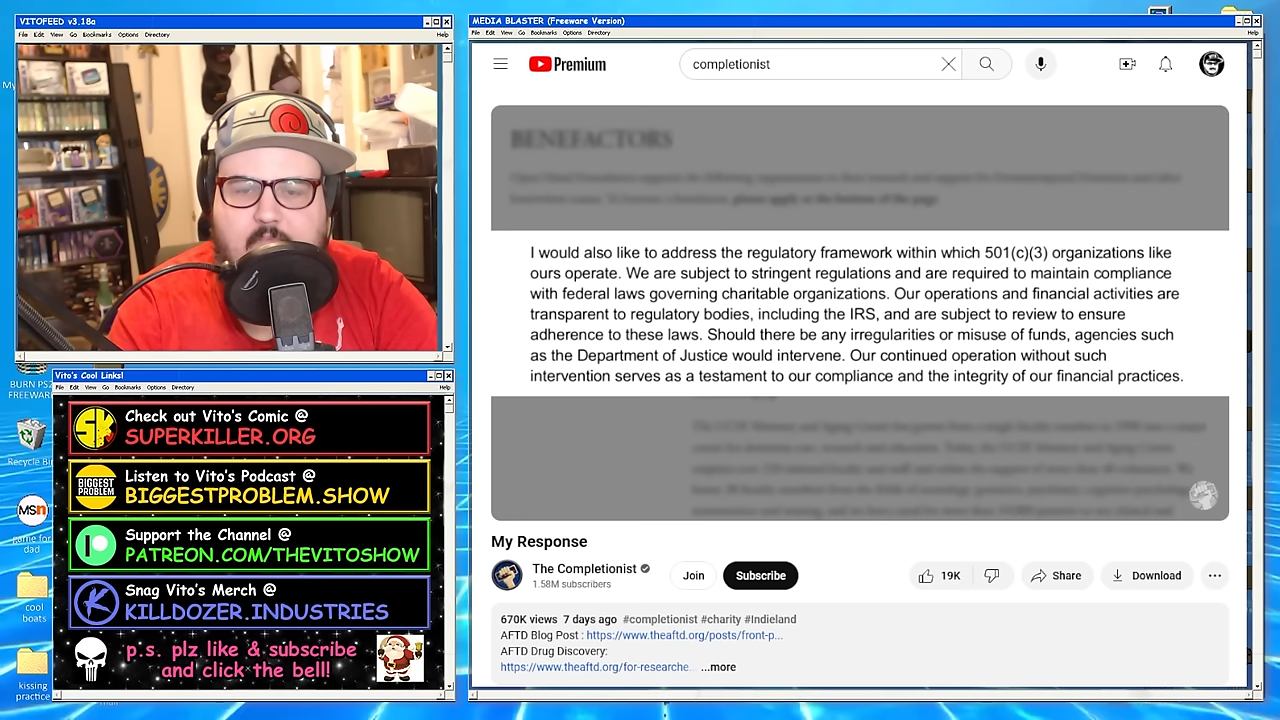 VITOFEED v3.18a
File Edit View Go Bookmarks Options Directory Help
MEDIA BLASTER (Freeware Version)
File Edit View Go Bookmarks Options Directory Help
Premium
completionist
BENEFACTORS
I would also like to address the regulatory framework within which 501(c)(3) organizations like
ours operate. We are subject to stringent regulations and are required to maintain compliance
with federal laws governing charitable organizations. Our operations and financial activities are
transparent to regulatory bodies, including the IRS, and are subject to review to ensure
adherence to these laws. Should there be any irregularities or misuse of funds, agencies such
as the Department of Justice would intervene. Our continued operation without such
intervention serves as a testament to our compliance and the integrity of our financial practices.
My Response
The Completionist
1.58M subscribers
Join
Subscribe
19K
Share
Download
670K views 7 days ago #completionist #charity #Indieland
AFTD Blog Post : https://www.theaftd.org/posts/front-p...
AFTD Drug Discovery:
https://www.theaftd.org/for-researche... ...more
BURN PS2
FREEWARE
Recycle Bin
MSn
dad
cool
boats
kissing
practice
Vito's Cool Links!
File Edit View Go Bookmarks Options Directory Help
SK
Check out Vito's Comic @
SUPERKILLER.ORG
BIGGEST
PROBLEM
Listen to Vito's Podcast @
BIGGESTPROBLEM.SHOW
Support the Channel @
PATREON.COM/THEVITOSHOW
K
Snag Vito's Merch @
KILLDOZER.INDUSTRIES
p.s. plz like & subscribe
and click the bell!